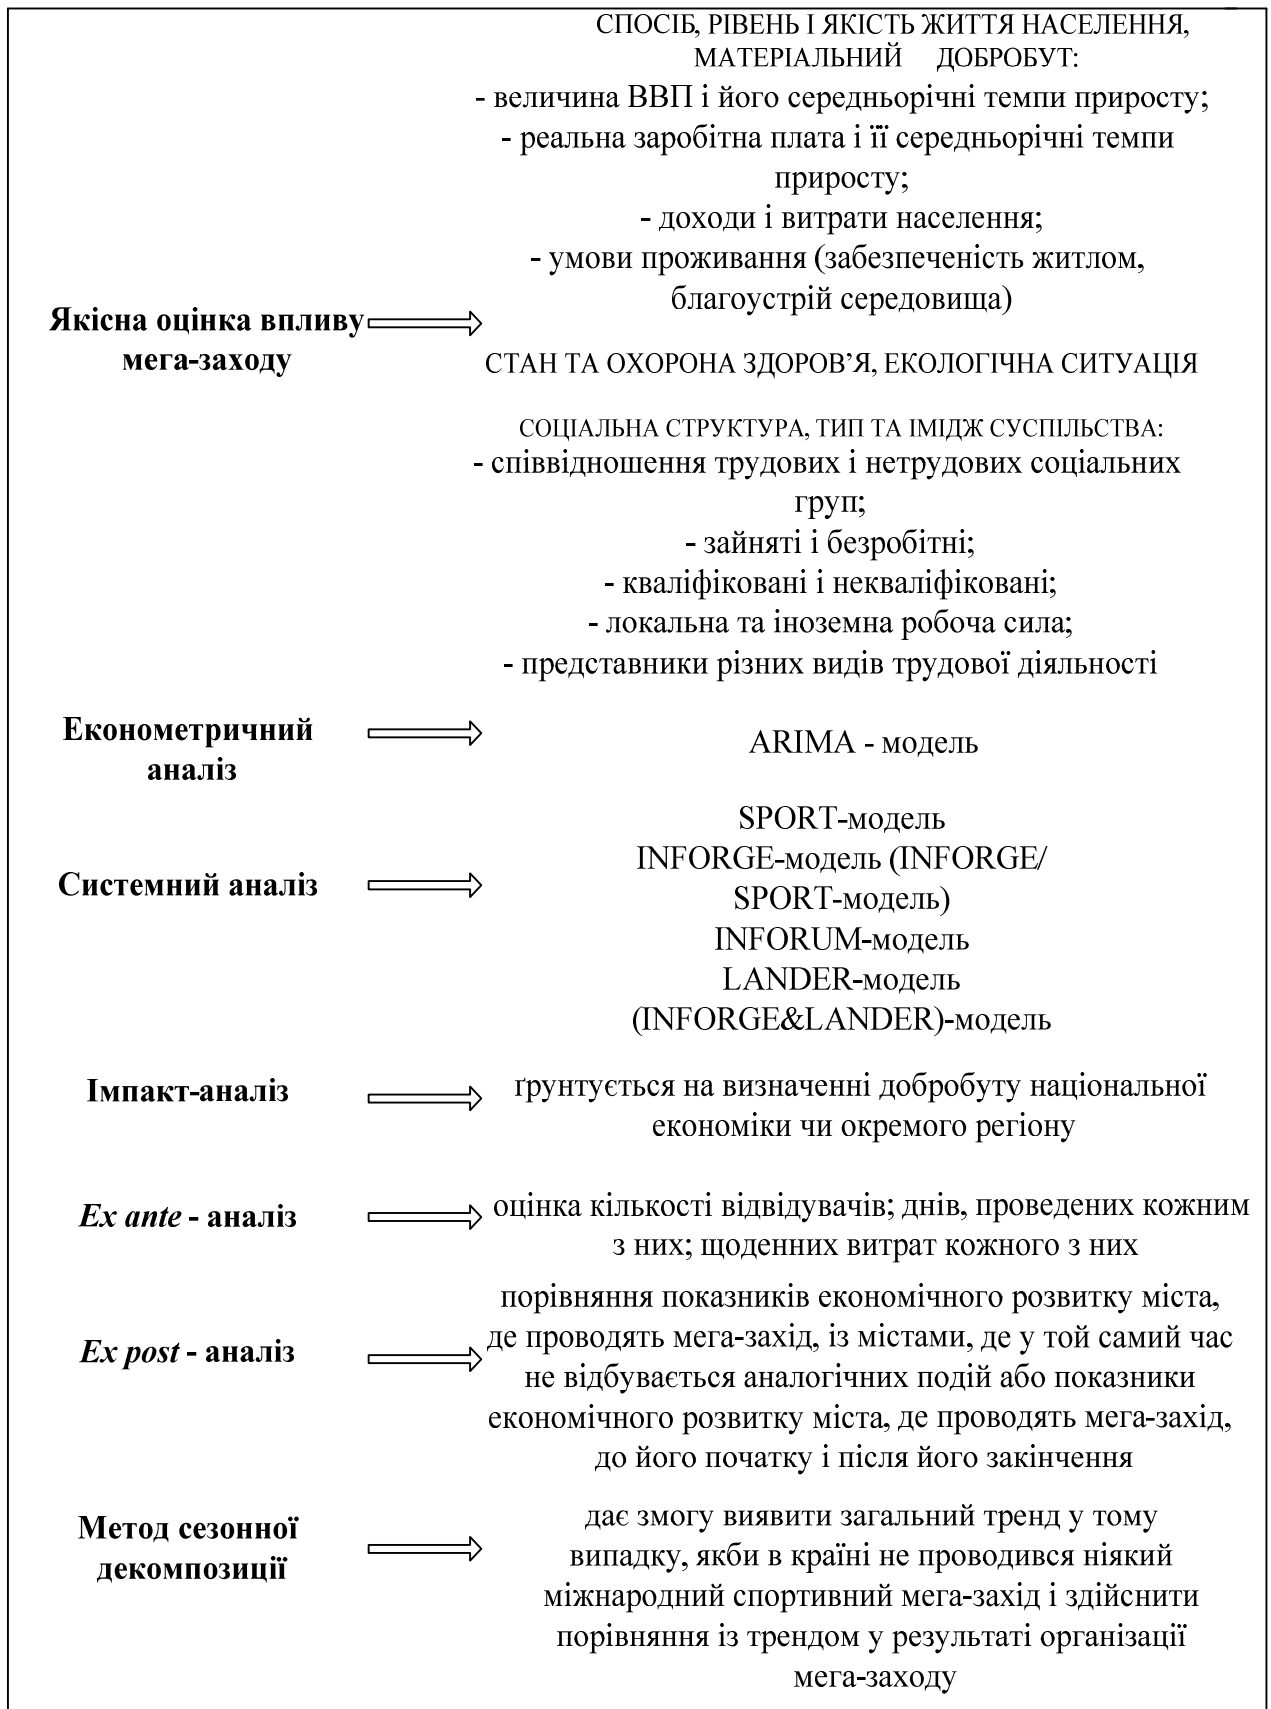 СПОСІБ, РІВЕНЬ І ЯКІСТЬ ЖИТТЯ НАСЕЛЕННЯ,
МАТЕРІАЛЬНИЙ ДОБРОБУТ:
- величина ВВП і його середньорічні темпи приросту;
- реальна заробітна плата і її середньорічні темпи
приросту;
- доходи і витрати населення;
- умови проживання (забезпеченість житлом,
благоустрій середовища)
Якісна оцінка впливу
мега-заходу
СТАН ТА ОХОРОНА ЗДОРОВ’Я, ЕКОЛОГІЧНА СИТУАЦІЯ
СОЦІАЛЬНА СТРУКТУРА, ТИП ТА ІМІДЖ СУСПІЛЬСТВА:
- співвідношення трудових і нетрудових соціальних
груп;
- зайняті і безробітні;
- кваліфіковані і некваліфіковані;
- локальна та іноземна робоча сила;
- представники різних видів трудової діяльності
Економетричний
аналіз
ARIMA - модель
Системний аналіз
SPORT-модель
INFORGE-модель (INFORGE/
SPORT-модель)
INFORUM-модель
LANDER-модель
(INFORGE&LANDER)-модель
Імпакт-аналіз
ґрунтується на визначенні добробуту національної
економіки чи окремого регіону
Ex ante - аналіз
оцінка кількості відвідувачів; днів, проведених кожним
з них; щоденних витрат кожного з них
Ex post - аналіз
порівняння показників економічного розвитку міста,
де проводять мега-захід, із містами, де у той самий час
не відбувається аналогічних подій або показники
економічного розвитку міста, де проводять мега-захід,
до його початку і після його закінчення
Метод сезонної
декомпозиції
дає змогу виявити загальний тренд у тому
випадку, якби в країні не проводився ніякий
міжнародний спортивний мега-захід і здійснити
порівняння із трендом у результаті організації
мега-заходу